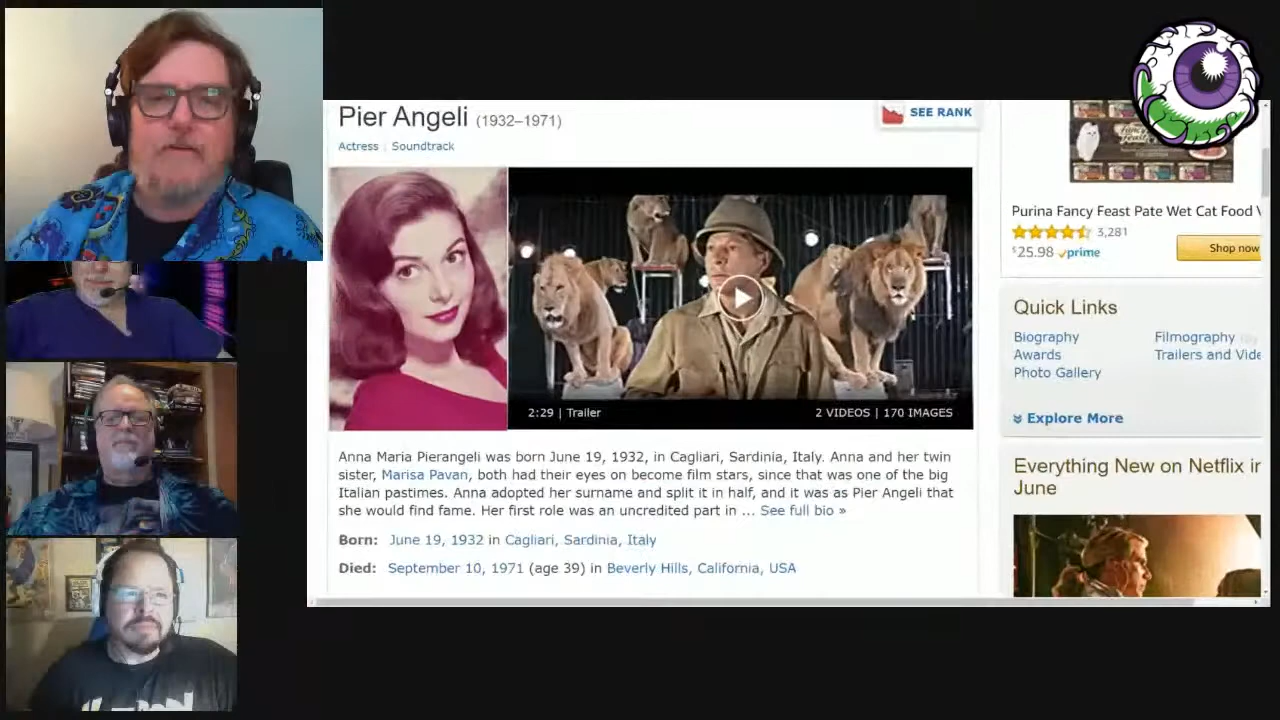 Pier Angeli (1932–1971)
SEE RANK
Actress | Soundtrack
2:29 | Trailer
2 VIDEOS | 170 IMAGES
Anna Maria Pierangeli was born June 19, 1932, in Cagliari, Sardinia, Italy. Anna and her twin
sister, Marisa Pavan, both had their eyes on become film stars, since that was one of the big
Italian pastimes. Anna adopted her surname and split it in half, and it was as Pier Angeli that
she would find fame. Her first role was an uncredited part in ... See full bio »
Born: June 19, 1932 in Cagliari, Sardinia, Italy
Died: September 10, 1971 (age 39) in Beverly Hills, California, USA
Fancy Feast
Purina Fancy Feast Pate Wet Cat Food
3,281
$25.98 prime
Shop now
Quick Links
Biography
Filmography
Awards
Trailers and Vide
Photo Gallery
Explore More
Everything New on Netflix in
June